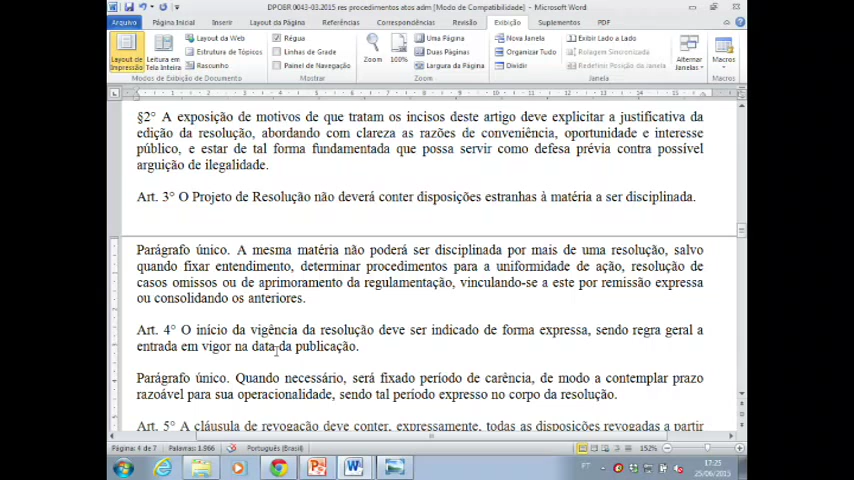 DPOBR 0043-03.2015 res procedimentos atos adm [Modo de Compatibilidade] - Microsoft Word
Arquivo Página Inicial Inserir Layout da Página Referências Correspondências Revisão Exibição Suplementos PDF
Layout de Impressão
Leitura em Tela Inteira
Layout da Web
Estrutura de Tópicos
Rascunho
Modos de Exibição de Documento
Régua
Linhas de Grade
Painel de Navegação
Mostrar
Zoom
100%
Uma Página
Duas Páginas
Largura da Página
Zoom
Nova Janela
Organizar Tudo
Dividir
Exibir Lado a Lado
Rolagem Sincronizada
Redefinir Posição da Janela
Janela
Alternar Janelas
Macros
Macros
§2° A exposição de motivos de que tratam os incisos deste artigo deve explicitar a justificativa da
edição da resolução, abordando com clareza as razões de conveniência, oportunidade e interesse
público, e estar de tal forma fundamentada que possa servir como defesa prévia contra possível
arguição de ilegalidade.
Art. 3° O Projeto de Resolução não deverá conter disposições estranhas à matéria a ser disciplinada.
Parágrafo único. A mesma matéria não poderá ser disciplinada por mais de uma resolução, salvo
quando fixar entendimento, determinar procedimentos para a uniformidade de ação, resolução de
casos omissos ou de aprimoramento da regulamentação, vinculando-se a este por remissão expressa
ou consolidando os anteriores.
Art. 4° O início da vigência da resolução deve ser indicado de forma expressa, sendo regra geral a
entrada em vigor na data da publicação.
Parágrafo único. Quando necessário, será fixado período de carência, de modo a contemplar prazo
razoável para sua operacionalidade, sendo tal período expresso no corpo da resolução.
Art. 5° A cláusula de revogação deve conter, expressamente, todas as disposições revogadas a partir
Página: 4 de 7 Palavras: 1.966 Português (Brasil) 152%
PT 17:25
25/06/2015